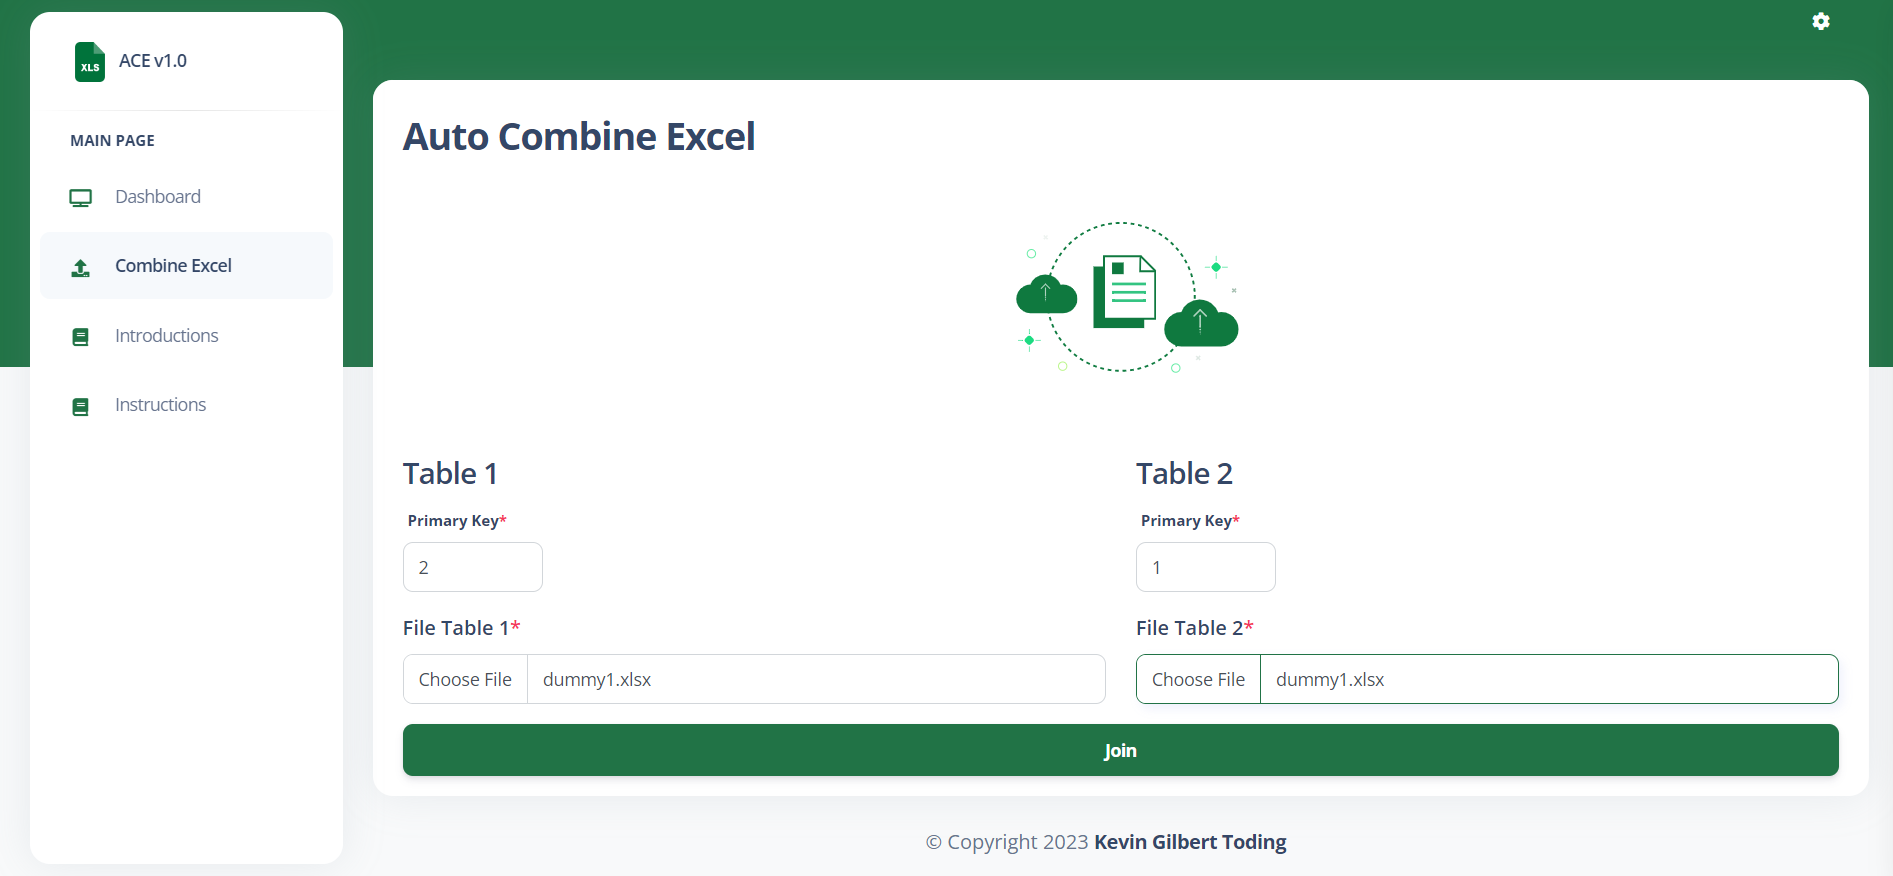 XLS
ACE v1.0
MAIN PAGE
Dashboard
Combine Excel
Introductions
Instructions
Auto Combine Excel
Table 1
Primary Key*
2
File Table 1*
Choose File
dummy1.xlsx
Table 2
Primary Key*
1
File Table 2*
Choose File
dummy1.xlsx
Join
© Copyright 2023 Kevin Gilbert Toding